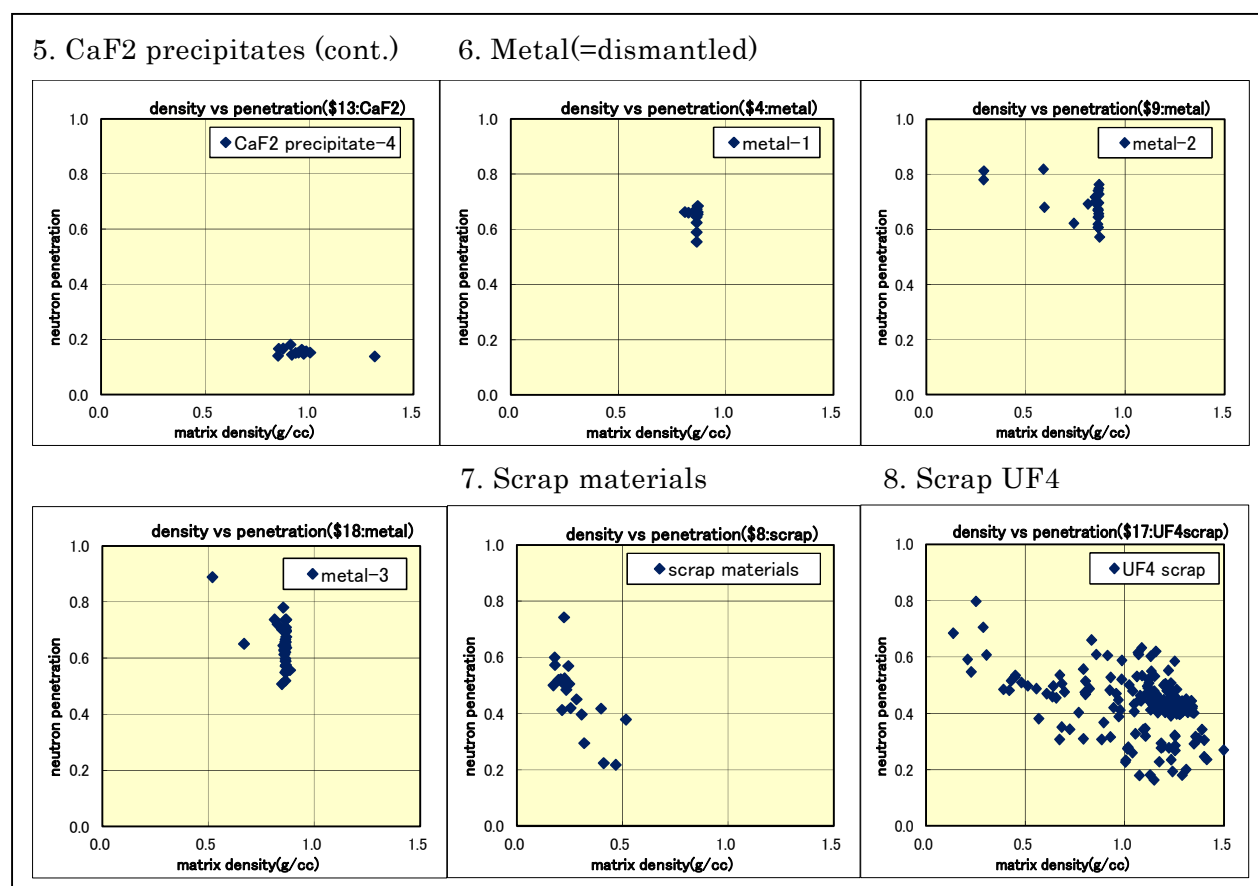 5. CaF2 precipitates (cont.)
6. Metal(=dismantled)
density vs penetration($13:CaF2)
CaF2 precipitate-4
neutron penetration
1.0
0.8
0.6
0.4
0.2
0.0
0.0 0.5 1.0 1.5
matrix density(g/cc)
density vs penetration($4:metal)
metal-1
neutron penetration
1.0
0.8
0.6
0.4
0.2
0.0
0.0 0.5 1.0 1.5
matrix density(g/cc)
density vs penetration($9:metal)
metal-2
neutron penetration
1.0
0.8
0.6
0.4
0.2
0.0
0.0 0.5 1.0 1.5
matrix density(g/cc)
7. Scrap materials
8. Scrap UF4
density vs penetration($18:metal)
metal-3
neutron penetration
1.0
0.8
0.6
0.4
0.2
0.0
0.0 0.5 1.0 1.5
matrix density(g/cc)
density vs penetration($8:scrap)
scrap materials
neutron penetration
1.0
0.8
0.6
0.4
0.2
0.0
0.0 0.5 1.0 1.5
matrix density(g/cc)
density vs penetration($17:UF4scrap)
UF4 scrap
neutron penetration
1.0
0.8
0.6
0.4
0.2
0.0
0.0 0.5 1.0 1.5
matrix density(g/cc)